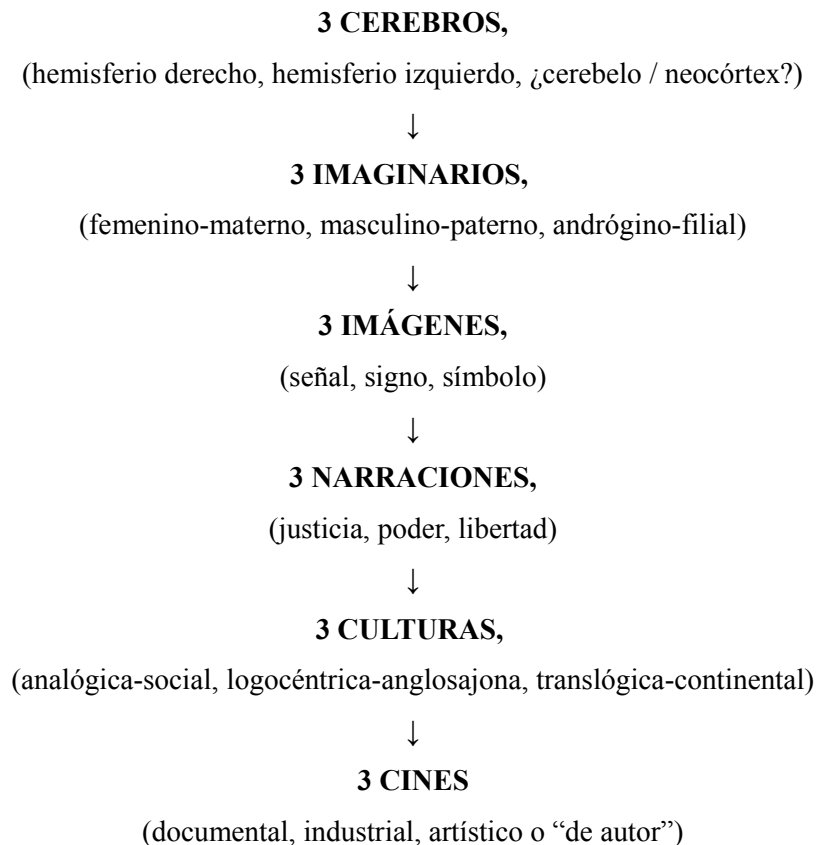 3 CEREBROS,
(hemisferio derecho, hemisferio izquierdo, ¿cerebelo / neocórtex?)
↓
3 IMAGINARIOS,
(femenino-materno, masculino-paterno, andrógino-filial)
↓
3 IMÁGENES,
(señal, signo, símbolo)
↓
3 NARRACIONES,
(justicia, poder, libertad)
↓
3 CULTURAS,
(analógica-social, logocéntrica-anglosajona, translógica-continental)
↓
3 CINES
(documental, industrial, artístico o “de autor”)